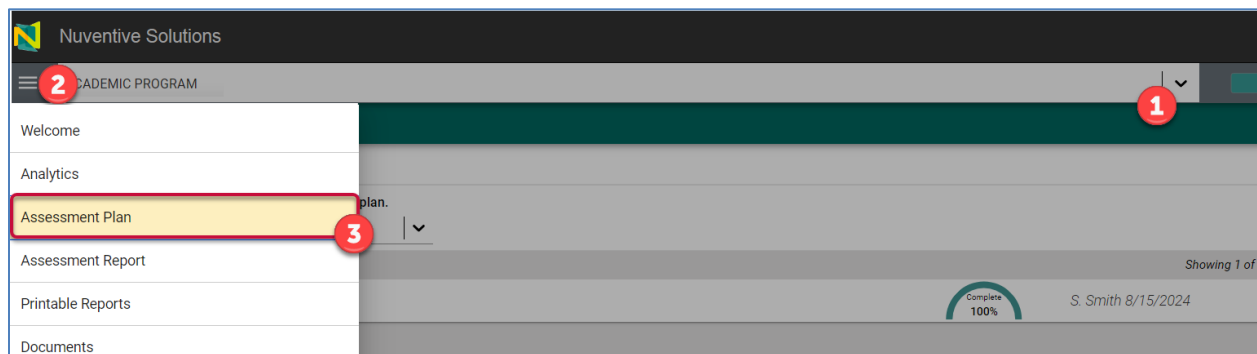 Nuventive Solutions
2 CADEMIC PROGRAM
1
Welcome
Analytics
plan.
Assessment Plan
3
Assessment Report
Showing 1 of
Printable Reports
Complete
100%
S. Smith 8/15/2024
Documents